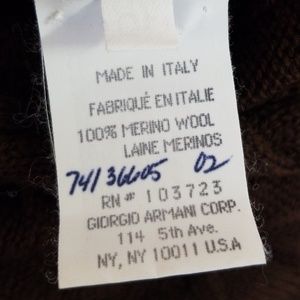 MADE IN ITALY
FABRIQUÉ EN ITALIE
100% MERINO WOOL
LAINE MERINOS
74136605 02
RN# 103723
GIORGIO ARMANI CORP.
114 5th Ave.
NY, NY 10011 U.S.A